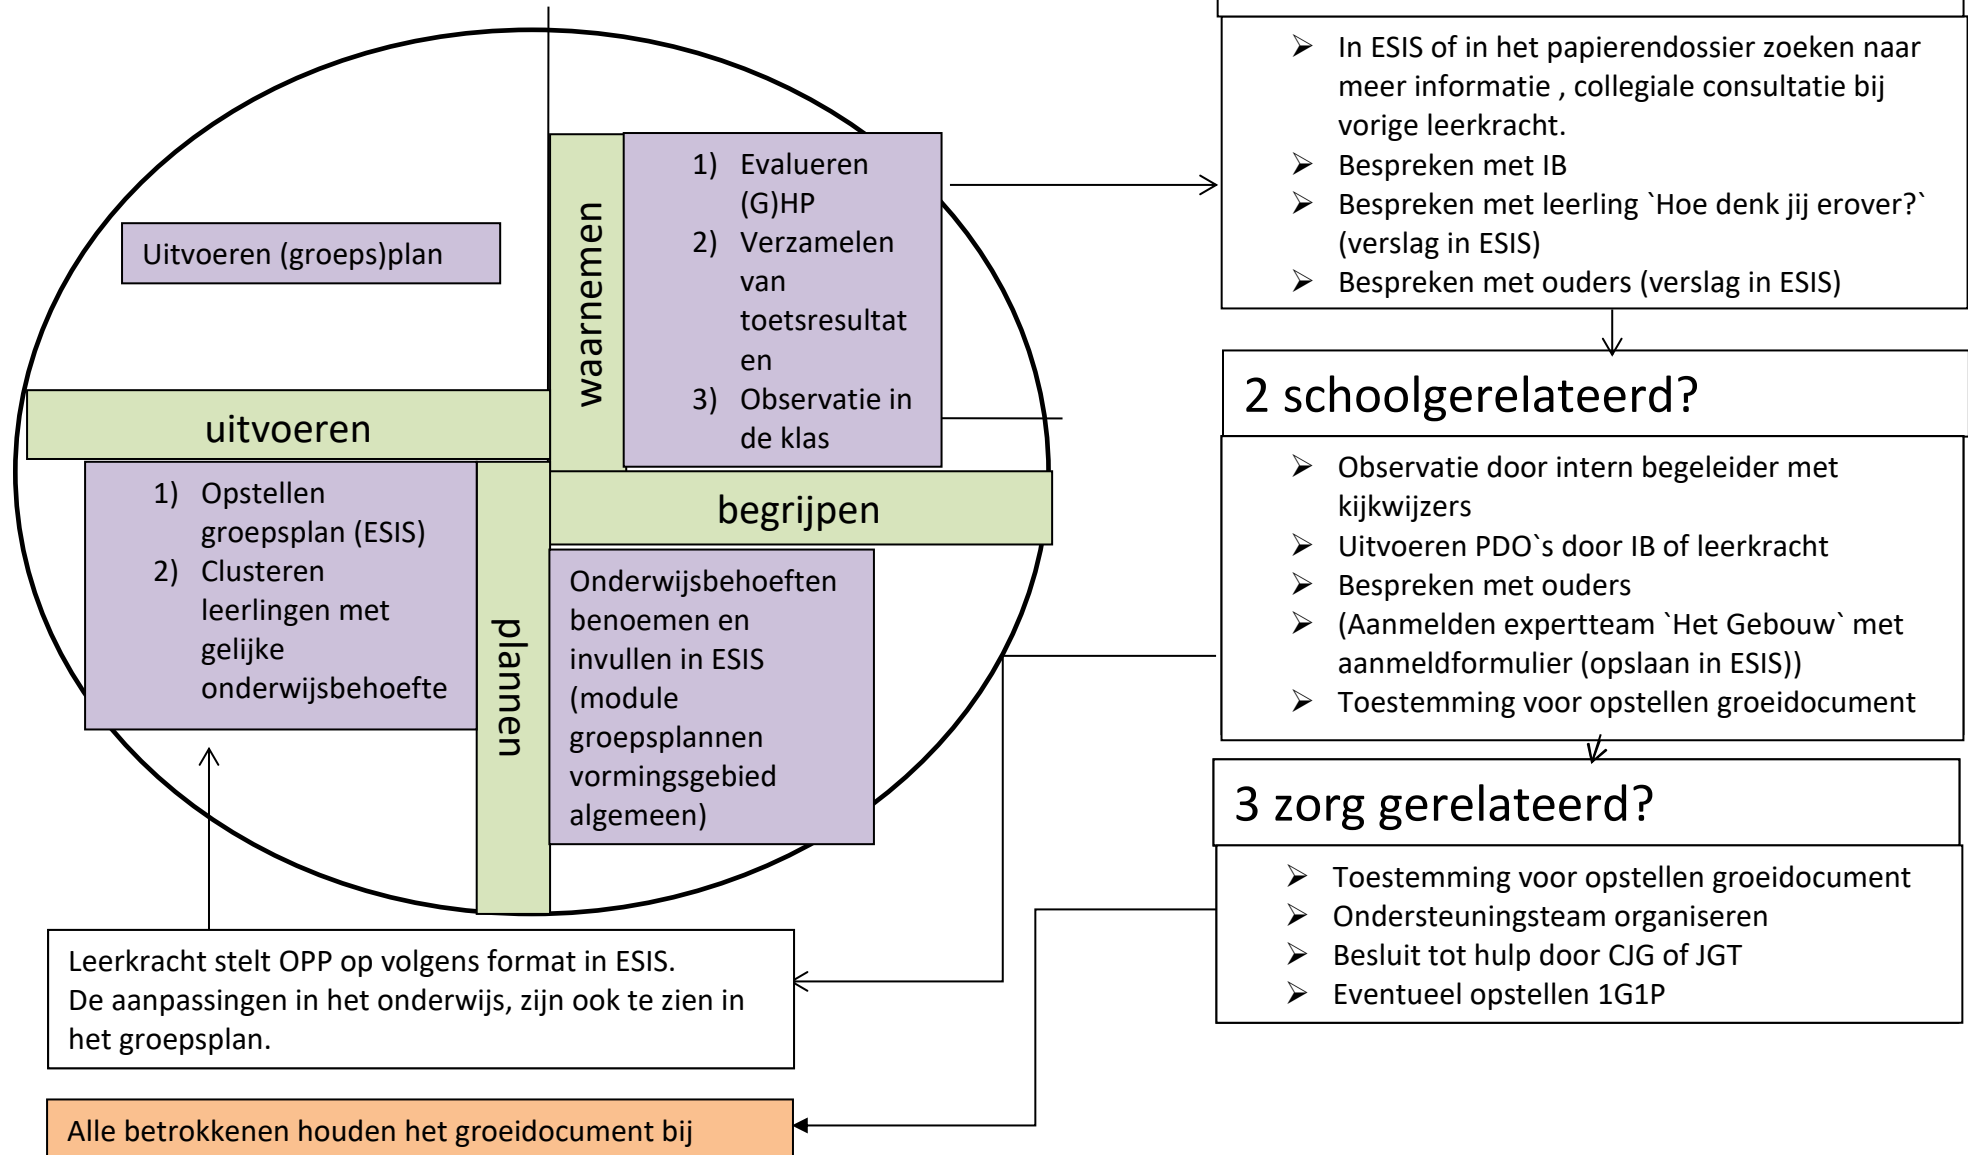 Uitvoeren (groeps)plan
uitvoeren
waarnemen
1) Evalueren
(G)HP
2) Verzamelen
van
toetsresultat
en
3) Observatie in
de klas
begrijpen
Onderwijsbehoeften
benoemen en
invullen in ESIS
(module
groepsplannen
vormingsgebied
algemeen)
plannen
1) Opstellen
groepsplan (ESIS)
2) Clusteren
leerlingen met
gelijke
onderwijsbehoefte
Leerkracht stelt OPP op volgens format in ESIS.
De aanpassingen in het onderwijs, zijn ook te zien in
het groepsplan.
Alle betrokkenen houden het groeidocument bij
➢ In ESIS of in het papierendossier zoeken naar
meer informatie , collegiale consultatie bij
vorige leerkracht.
➢ Bespreken met IB
➢ Bespreken met leerling `Hoe denk jij erover?`
(verslag in ESIS)
➢ Bespreken met ouders (verslag in ESIS)
2 schoolgerelateerd?
➢ Observatie door intern begeleider met
kijkwijzers
➢ Uitvoeren PDO`s door IB of leerkracht
➢ Bespreken met ouders
➢ (Aanmelden expertteam `Het Gebouw` met
aanmeldformulier (opslaan in ESIS))
➢ Toestemming voor opstellen groeidocument
3 zorg gerelateerd?
➢ Toestemming voor opstellen groeidocument
➢ Ondersteuningsteam organiseren
➢ Besluit tot hulp door CJG of JGT
➢ Eventueel opstellen 1G1P